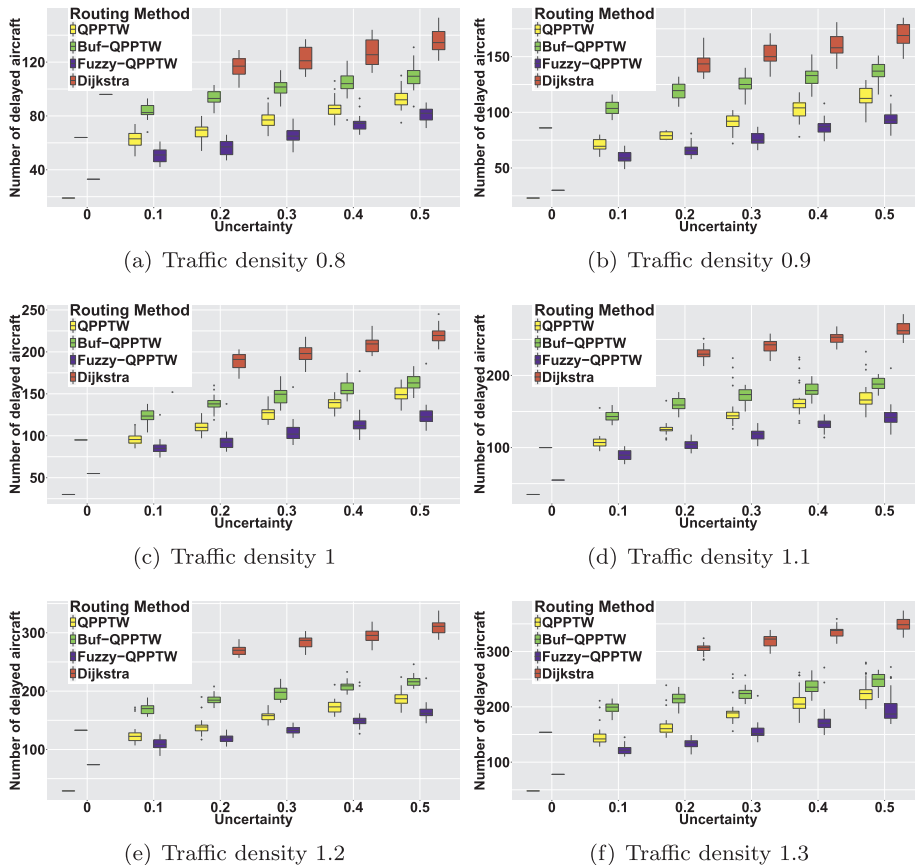 Number of delayed aircraft
120
80
40
Routing Method
QPPTW
Buf-QPPTW
Fuzzy-QPPTW
Dijkstra
0 0.1 0.2 0.3 0.4 0.5
Uncertainty
(a) Traffic density 0.8
Number of delayed aircraft
150
100
50
Routing Method
QPPTW
Buf-QPPTW
Fuzzy-QPPTW
Dijkstra
0 0.1 0.2 0.3 0.4 0.5
Uncertainty
(b) Traffic density 0.9
Number of delayed aircraft
250
200
150
100
50
Routing Method
QPPTW
Buf-QPPTW
Fuzzy-QPPTW
Dijkstra
0 0.1 0.2 0.3 0.4 0.5
Uncertainty
(c) Traffic density 1
Number of delayed aircraft
200
100
Routing Method
QPPTW
Buf-QPPTW
Fuzzy-QPPTW
Dijkstra
0 0.1 0.2 0.3 0.4 0.5
Uncertainty
(d) Traffic density 1.1
Number of delayed aircraft
300
200
100
Routing Method
QPPTW
Buf-QPPTW
Fuzzy-QPPTW
Dijkstra
0 0.1 0.2 0.3 0.4 0.5
Uncertainty
(e) Traffic density 1.2
Number of delayed aircraft
300
200
100
Routing Method
QPPTW
Buf-QPPTW
Fuzzy-QPPTW
Dijkstra
0 0.1 0.2 0.3 0.4 0.5
Uncertainty
(f) Traffic density 1.3